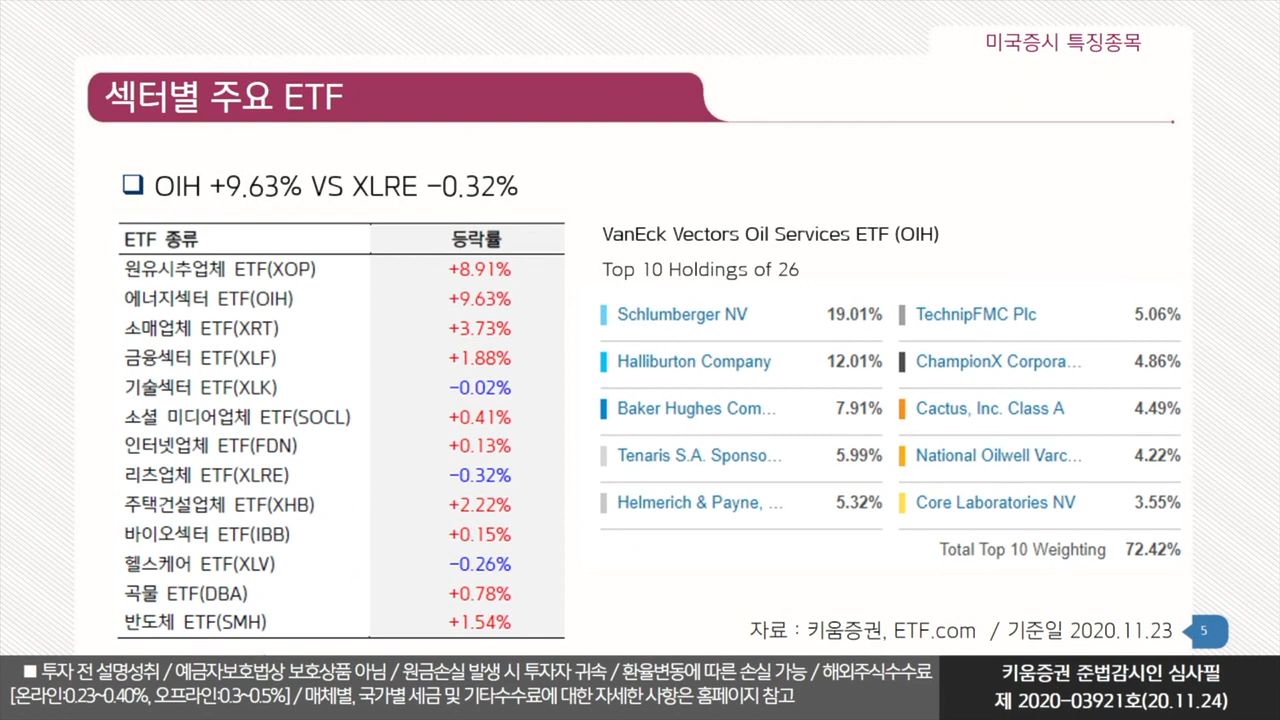 미국증시 특징종목
섹터별 주요 ETF
❑ OIH +9.63% VS XLRE -0.32%
ETF 종류 등락률
원유시추업체 ETF(XOP) +8.91%
에너지섹터 ETF(OIH) +9.63%
소매업체 ETF(XRT) +3.73%
금융섹터 ETF(XLF) +1.88%
기술섹터 ETF(XLK) -0.02%
소셜 미디어업체 ETF(SOCL) +0.41%
인터넷업체 ETF(FDN) +0.13%
리츠업체 ETF(XLRE) -0.32%
주택건설업체 ETF(XHB) +2.22%
바이오섹터 ETF(IBB) +0.15%
헬스케어 ETF(XLV) -0.26%
곡물 ETF(DBA) +0.78%
반도체 ETF(SMH) +1.54%
VanEck Vectors Oil Services ETF (OIH)
Top 10 Holdings of 26
Schlumberger NV 19.01% TechnipFMC Plc 5.06%
Halliburton Company 12.01% ChampionX Corpora... 4.86%
Baker Hughes Com... 7.91% Cactus, Inc. Class A 4.49%
Tenaris S.A. Sponso... 5.99% National Oilwell Varc... 4.22%
Helmerich & Payne, ... 5.32% Core Laboratories NV 3.55%
Total Top 10 Weighting 72.42%
자료 : 키움증권, ETF.com / 기준일 2020.11.23
5
■ 투자 전 설명성취 / 예금자보호법상 보호상품 아님 / 원금손실 발생 시 투자자 귀속 / 환율변동에 따른 손실 가능 / 해외주식수수료
[온라인:0.23~0.40%, 오프라인:0.3~0.5%] / 매체별, 국가별 세금 및 기타수수료에 대한 자세한 사항은 홈페이지 참고
키움증권 준법감시인 심사필
제 2020-03921호(20.11.24)